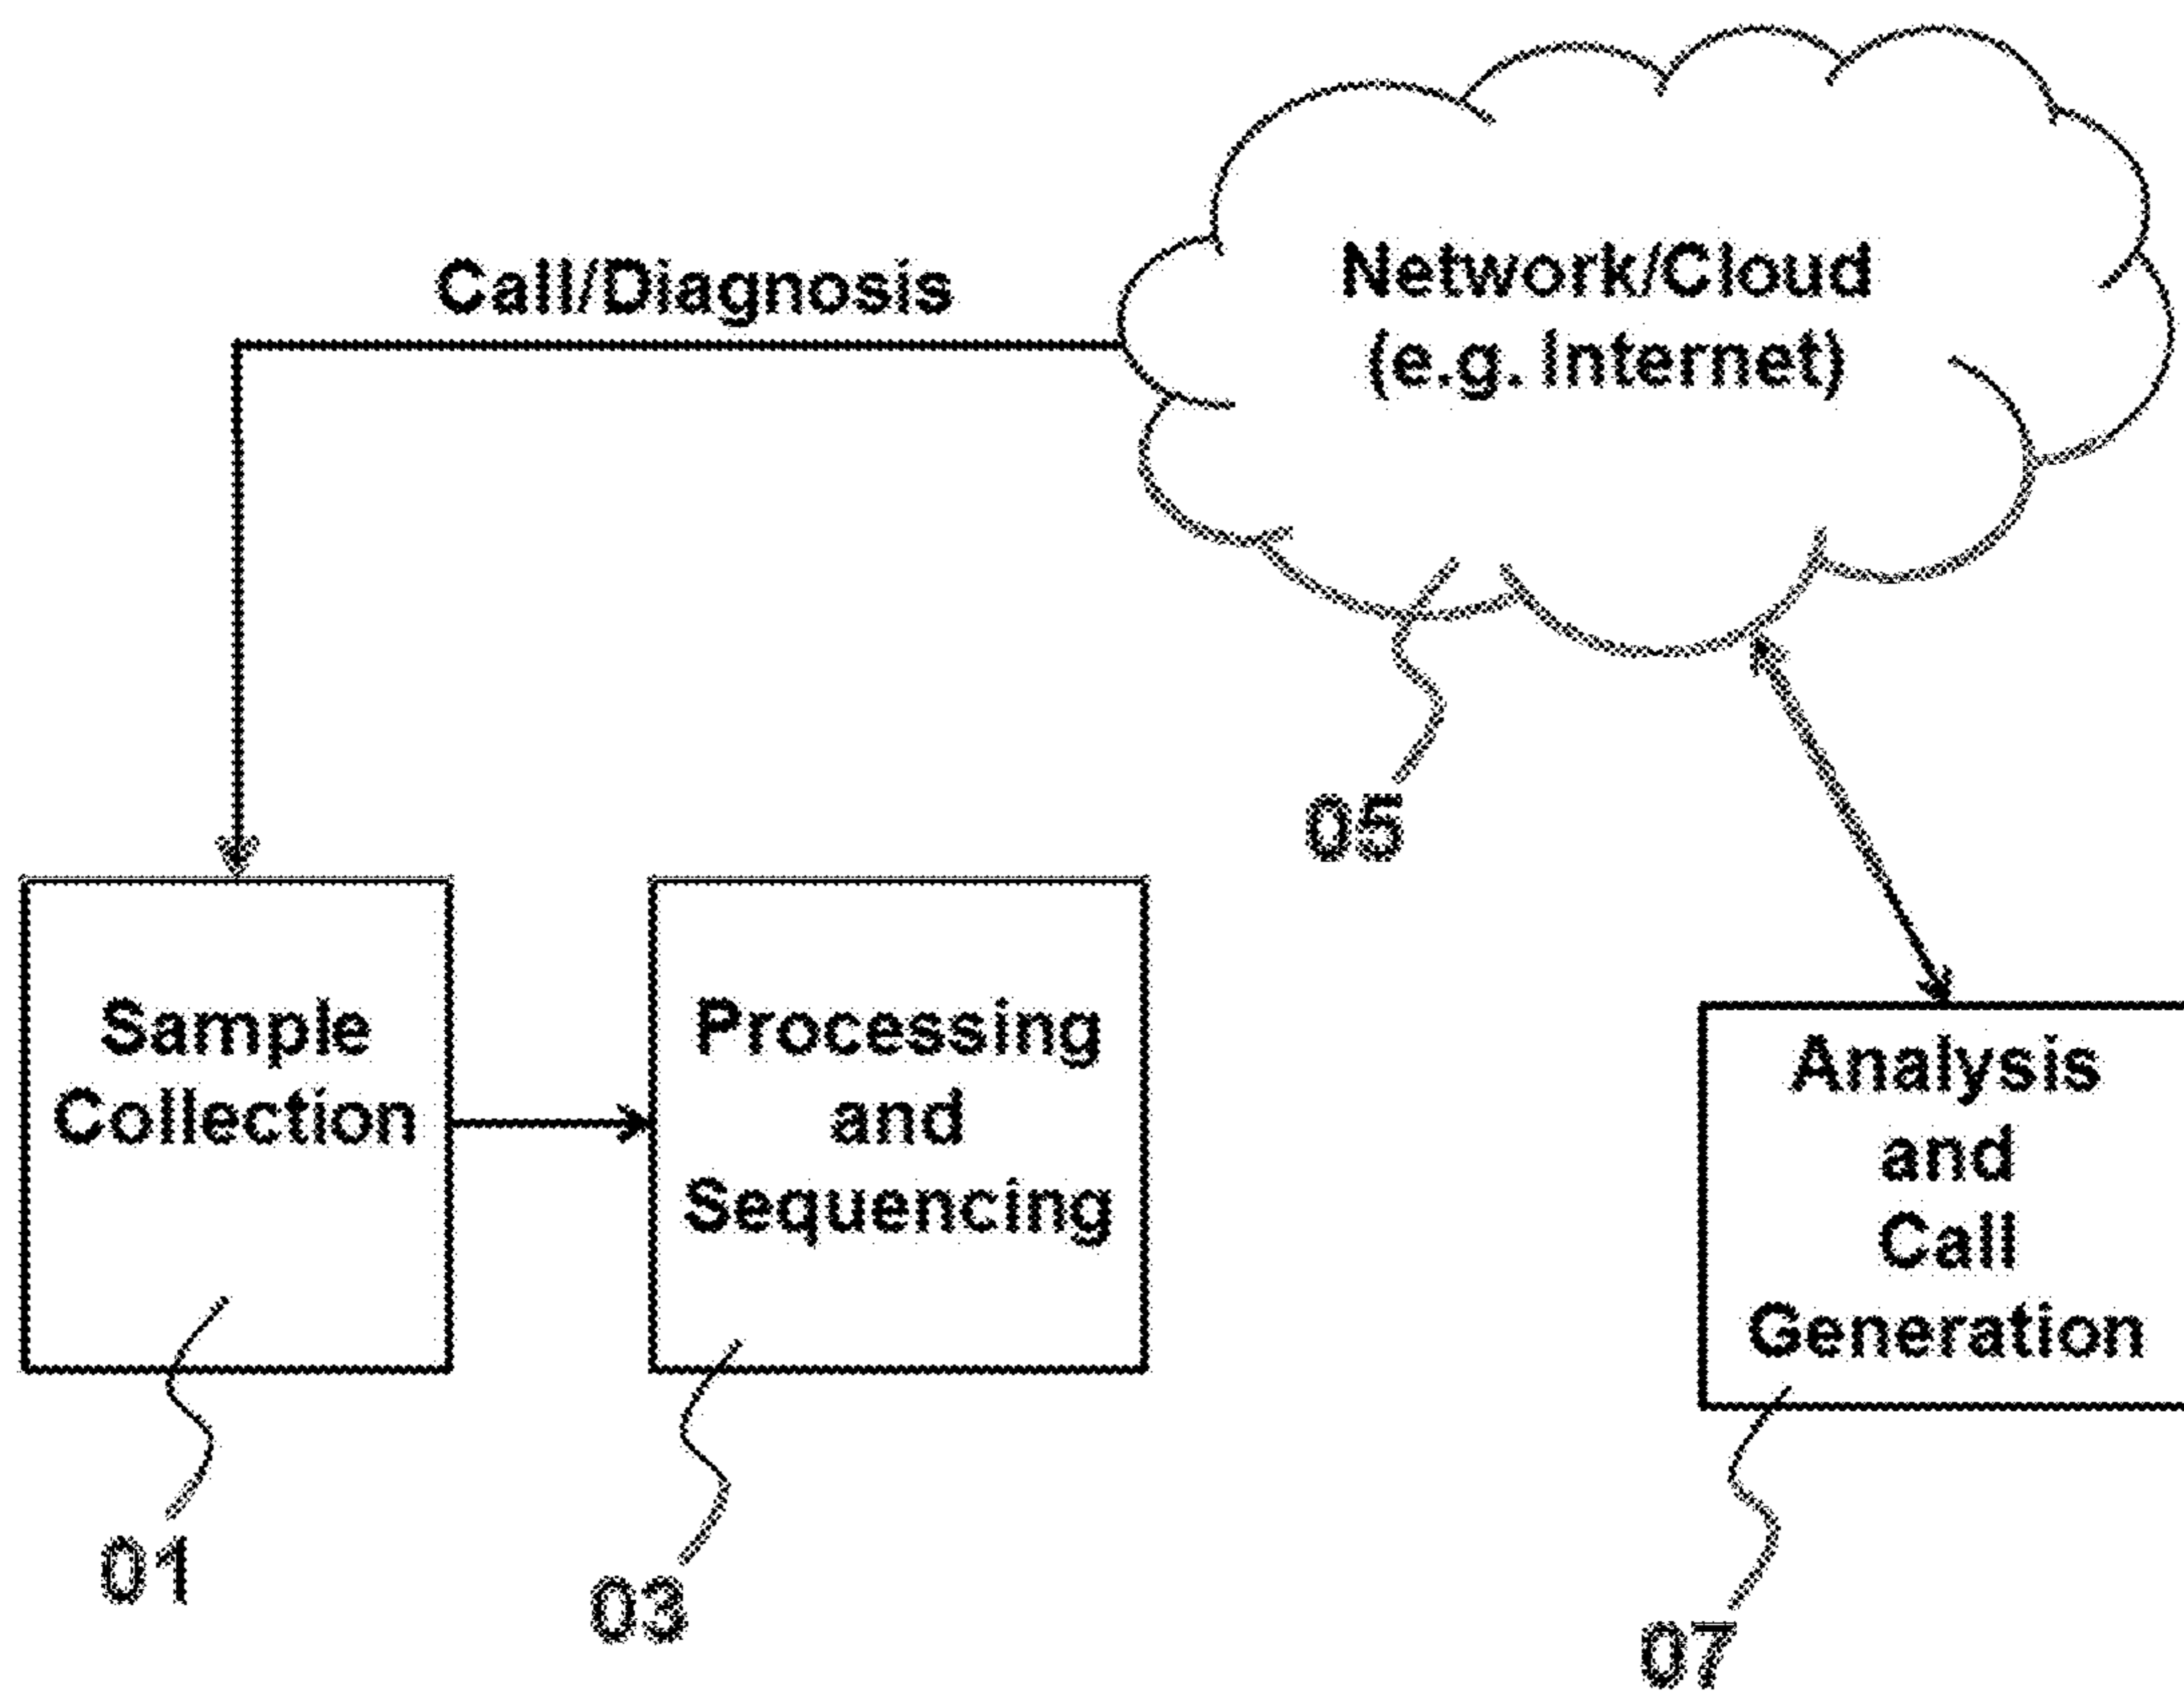 Network/Cloud
(e.g. Internet)
Call/Diagnosis
05
Sample
Collection
01
Processing
and
Sequencing
03
Analysis
and
Call
Generation
07